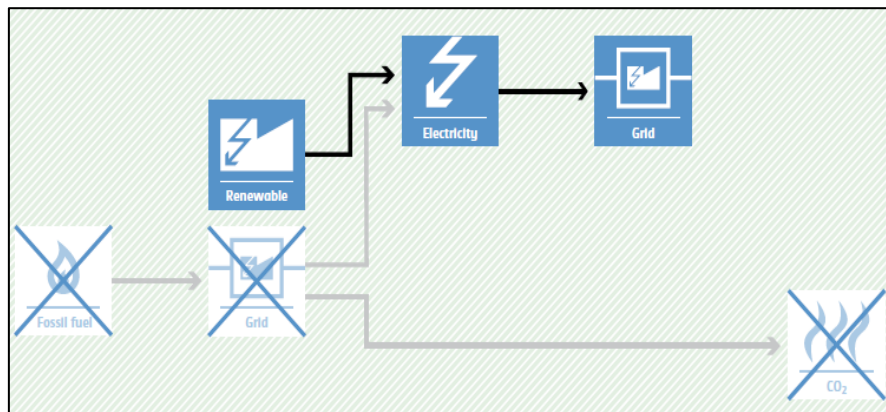 Electricity
Grid
Renewable
Fossil fuel
Grid
CO₂